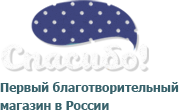 Спасибо!
Первый благотворительный
магазин в России